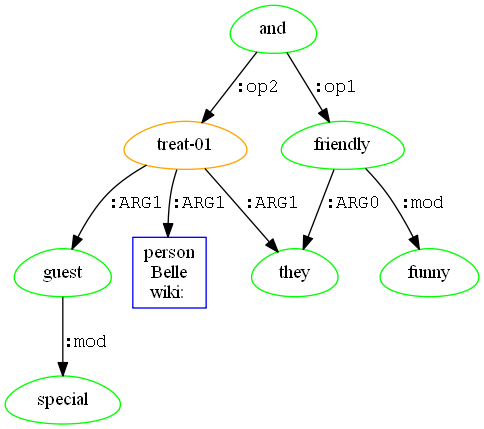 and
:op2
:op1
treat-01
friendly
:ARG1
:ARG1
:ARG1
:ARG0
:mod
guest
person
Belle
wiki:
they
funny
:mod
special